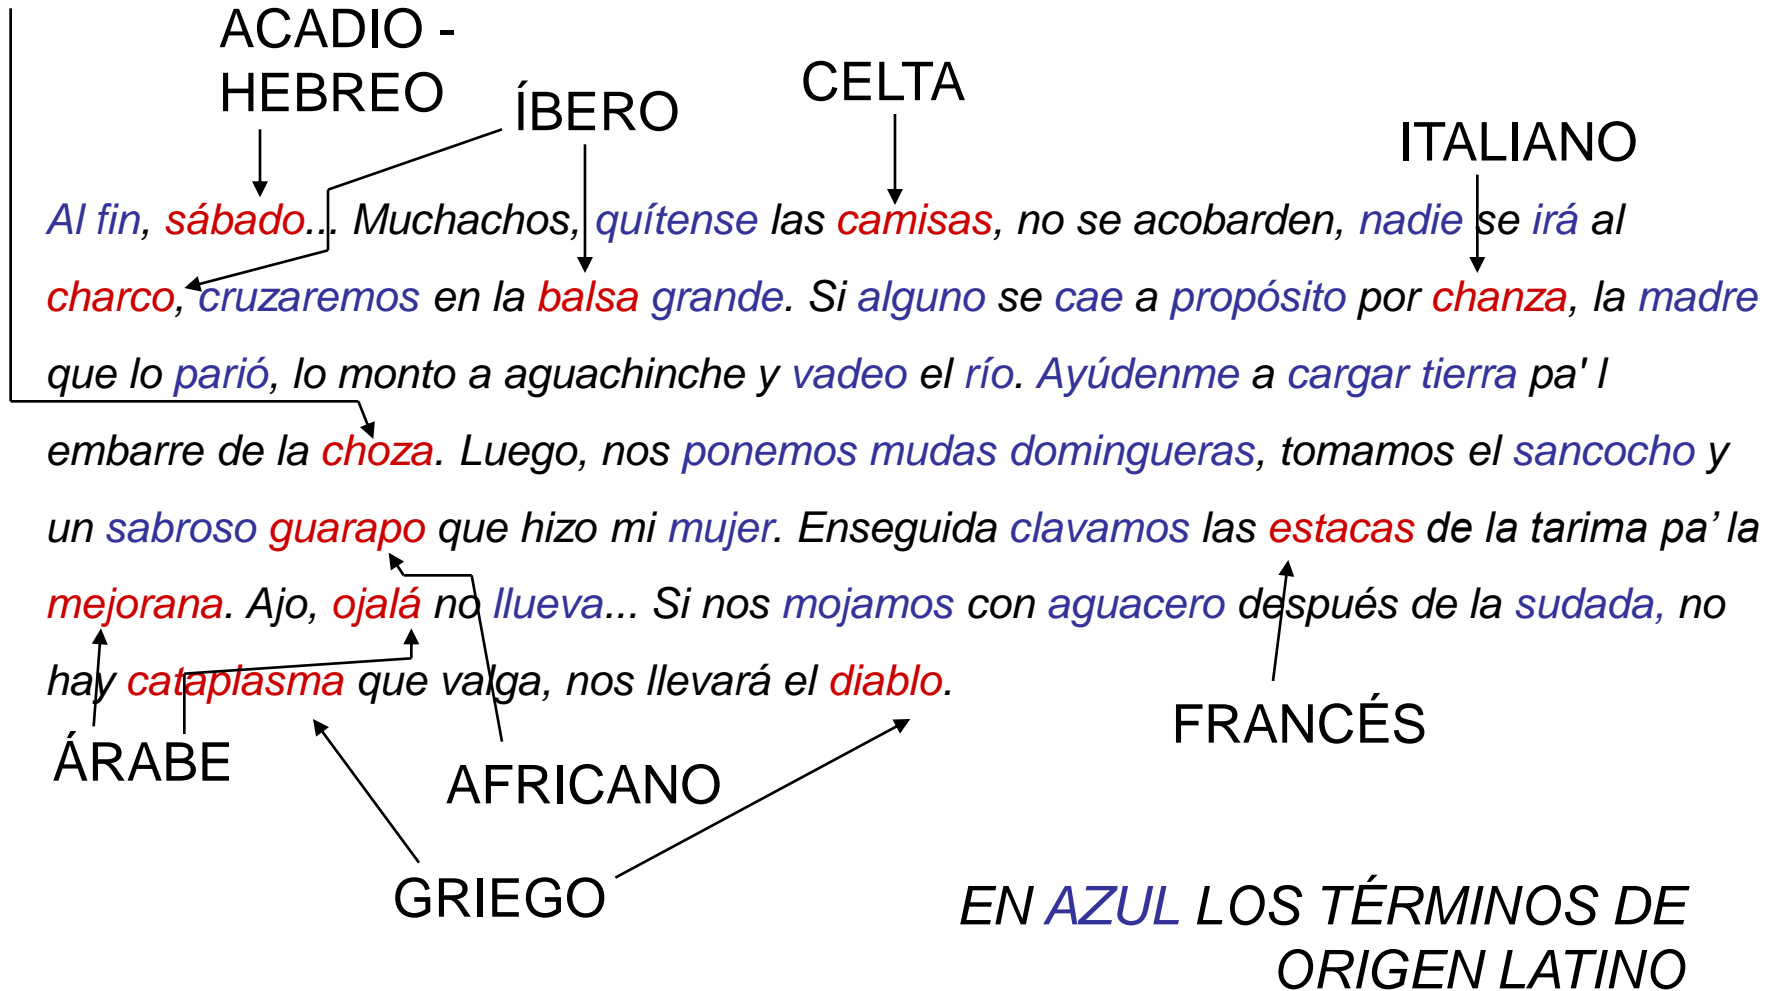 ACADIO -
HEBREO
ÍBERO
CELTA
ITALIANO
Al fin, sábado... Muchachos, quítense las camisas, no se acobarden, nadie se irá al
charco, cruzaremos en la balsa grande. Si alguno se cae a propósito por chanza, la madre
que lo parió, lo monto a aguachinche y vadeo el río. Ayúdenme a cargar tierra pa' l
embarre de la choza. Luego, nos ponemos mudas domingueras, tomamos el sancocho y
un sabroso guarapo que hizo mi mujer. Enseguida clavamos las estacas de la tarima pa’ la
mejorana. Ajo, ojalá no llueva... Si nos mojamos con aguacero después de la sudada, no
hay cataplasma que valga, nos llevará el diablo.
ÁRABE
AFRICANO
FRANCÉS
GRIEGO
EN AZUL LOS TÉRMINOS DE
ORIGEN LATINO